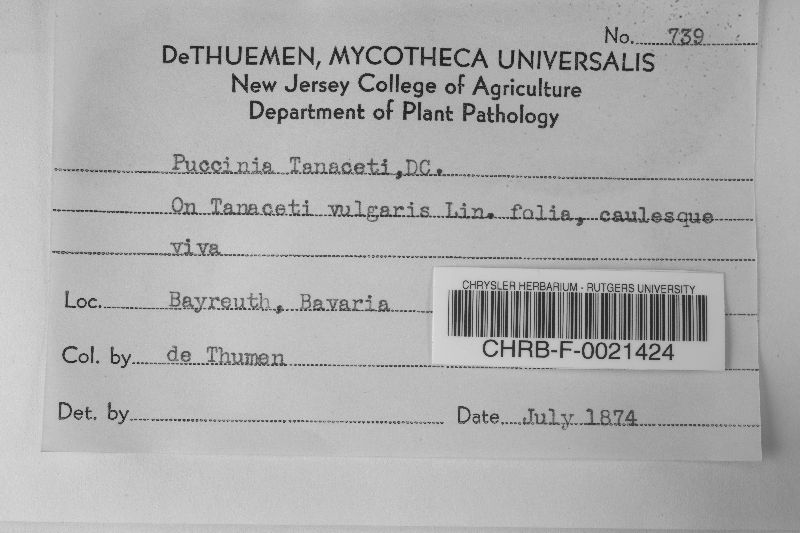 No. 739
DeTHUEMEN, MYCOTHECA UNIVERSALIS
New Jersey College of Agriculture
Department of Plant Pathology
Puccinia Tanaceti, DC.
On Tanaceti vulgaris Lin. folia, caulesque
viva
Loc. Bayreuth, Bavaria
CHRYSLER HERBARIUM - RUTGERS UNIVERSITY
CHRB-F-0021424
Col. by de Thumen
Det. by
Date July 1874